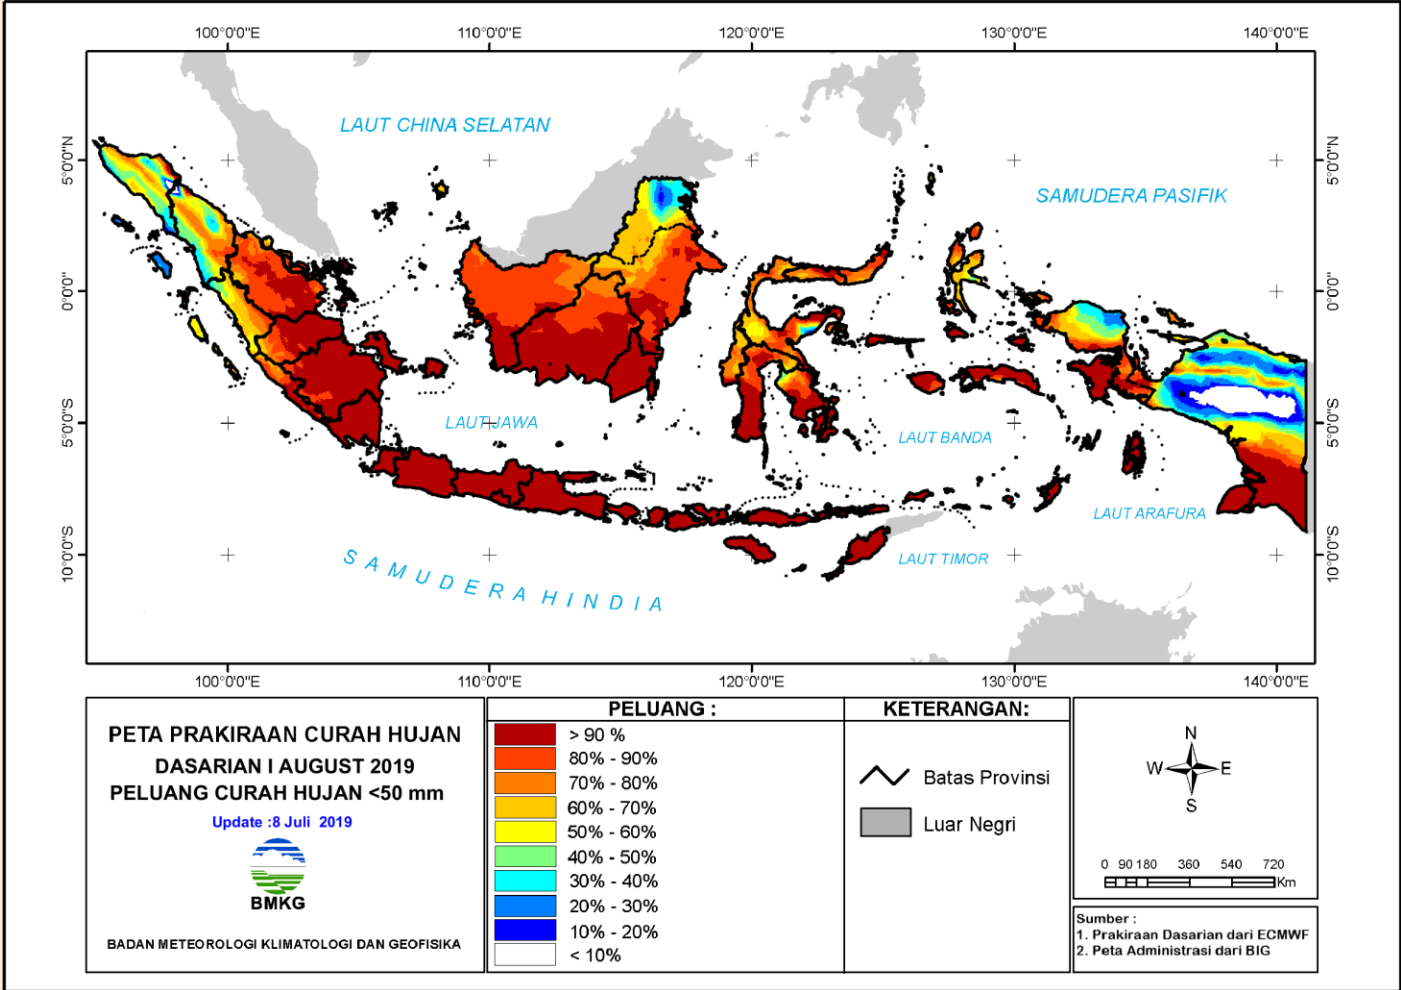 100°0'0"E 110°0'0"E 120°0'0"E 130°0'0"E 140°0'0"E
5°0'0"N 5°0'0"N
0°0'0" 0°0'0"
5°0'0"S 5°0'0"S
10°0'0"S 10°0'0"S
LAUT CHINA SELATAN
SAMUDERA PASIFIK
LAUT JAWA
LAUT BANDA
LAUT ARAFURA
LAUT TIMOR
SAMUDERA HINDIA
100°0'0"E 110°0'0"E 120°0'0"E 130°0'0"E 140°0'0"E
PETA PRAKIRAAN CURAH HUJAN
DASARIAN I AUGUST 2019
PELUANG CURAH HUJAN <50 mm
Update :8 Juli 2019
BMKG
BADAN METEOROLOGI KLIMATOLOGI DAN GEOFISIKA
PELUANG :
> 90 %
80% - 90%
70% - 80%
60% - 70%
50% - 60%
40% - 50%
30% - 40%
20% - 30%
10% - 20%
< 10%
KETERANGAN:
Batas Provinsi
Luar Negri
N
W E
S
0 90 180 360 540 720
Km
Sumber :
1. Prakiraan Dasarian dari ECMWF
2. Peta Administrasi dari BIG